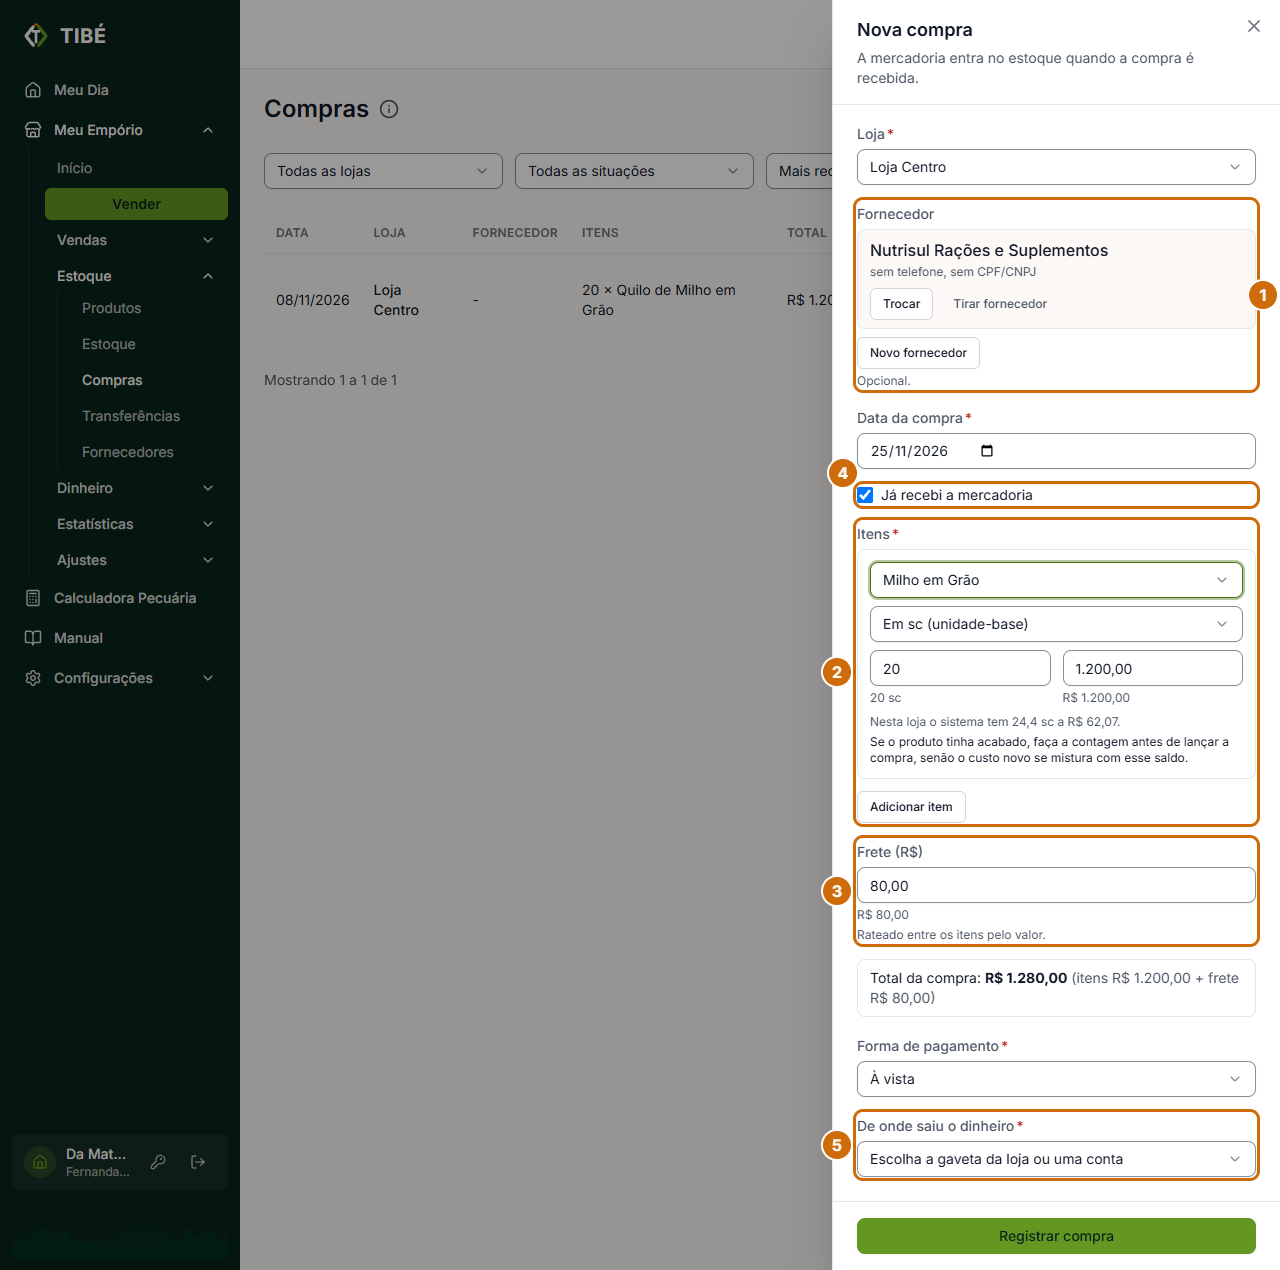 TIBÉ
Meu Dia
Meu Empório
Início
Vender
Vendas
Estoque
Produtos
Estoque
Compras
Transferências
Fornecedores
Dinheiro
Estatísticas
Ajustes
Calculadora Pecuária
Manual
Configurações
Da Mat...
Fernanda...
Compras
Todas as lojas
Todas as situações
Mais rec
DATA LOJA FORNECEDOR ITENS TOTAL
08/11/2026 Loja Centro - 20 × Quilo de Milho em Grão R$ 1.20
Mostrando 1 a 1 de 1
Nova compra
A mercadoria entra no estoque quando a compra é
recebida.
Loja*
Loja Centro
Fornecedor
Nutrisul Rações e Suplementos
sem telefone, sem CPF/CNPJ
Trocar Tirar fornecedor
1
Novo fornecedor
Opcional.
Data da compra*
25/11/2026
4
Já recebi a mercadoria
Itens*
Milho em Grão
Em sc (unidade-base)
2
20 1.200,00
20 sc R$ 1.200,00
Nesta loja o sistema tem 24,4 sc a R$ 62,07.
Se o produto tinha acabado, faça a contagem antes de lançar a
compra, senão o custo novo se mistura com esse saldo.
Adicionar item
Frete (R$)
3
80,00
R$ 80,00
Rateado entre os itens pelo valor.
Total da compra: R$ 1.280,00 (itens R$ 1.200,00 + frete
R$ 80,00)
Forma de pagamento*
À vista
De onde saiu o dinheiro*
5
Escolha a gaveta da loja ou uma conta
Registrar compra